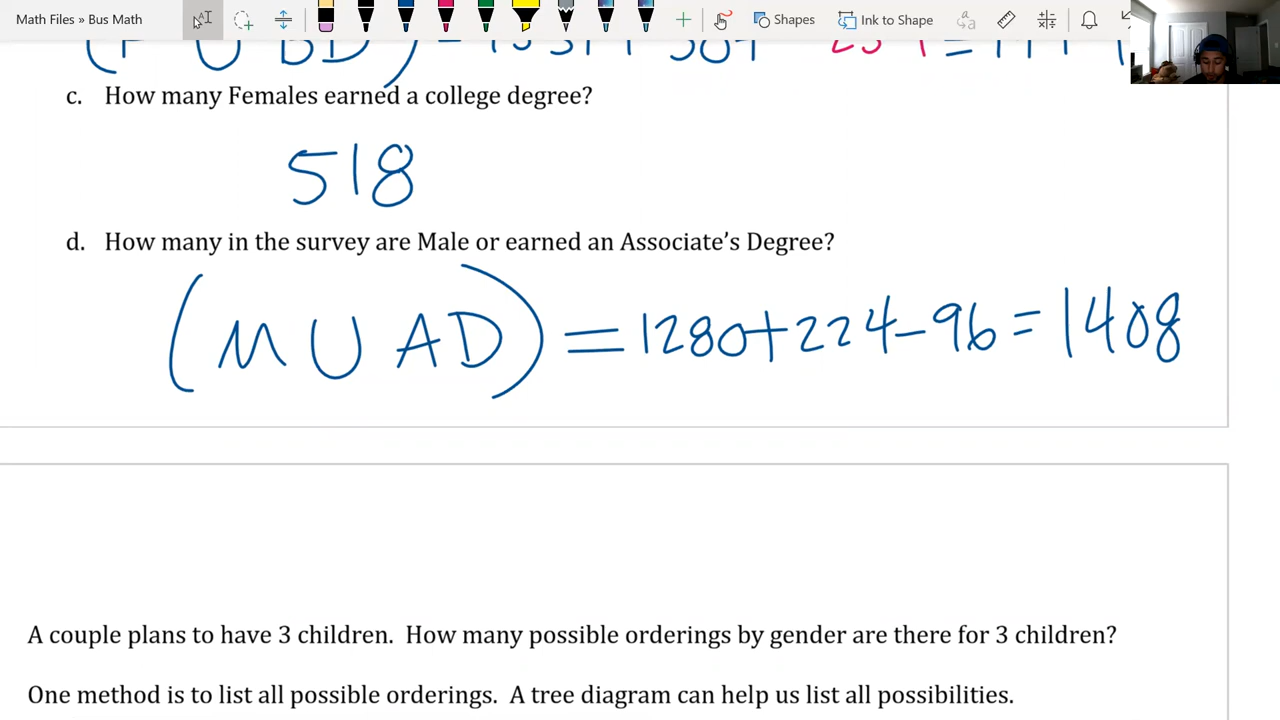 Math Files » Bus Math
Shapes
Ink to Shape
c. How many Females earned a college degree?
518
d. How many in the survey are Male or earned an Associate’s Degree?
(M U AD) = 1280+224-96 = 1408
A couple plans to have 3 children. How many possible orderings by gender are there for 3 children?
One method is to list all possible orderings. A tree diagram can help us list all possibilities.